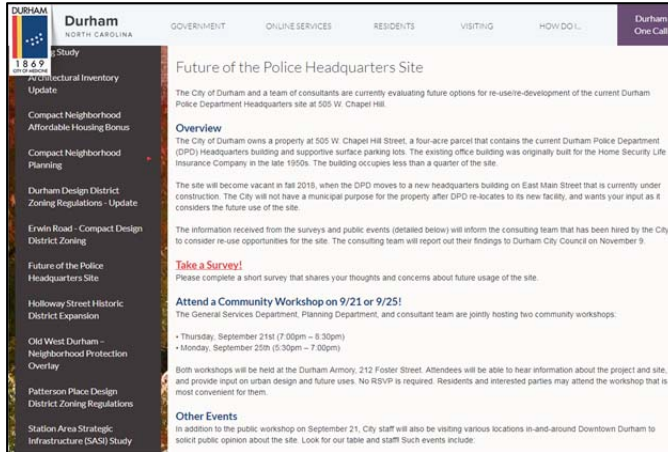 DURHAM
1869
CITY OF MEDICINE
Durham
NORTH CAROLINA
GOVERNMENT
ONLINE SERVICES
RESIDENTS
VISITING
HOW DO I...
Durham
One Call
Study
Architectural Inventory
Update
Compact Neighborhood
Affordable Housing Bonus
Compact Neighborhood
Planning
Durham Design District
Zoning Regulations - Update
Erwin Road - Compact Design
District Zoning
Future of the Police
Headquarters Site
Holloway Street Historic
District Expansion
Old West Durham –
Neighborhood Protection
Overlay
Patterson Place Design
District Zoning Regulations
Station Area Strategic
Infrastructure (SASI) Study
Future of the Police Headquarters Site
The City of Durham and a team of consultants are currently evaluating future options for re-use/re-development of the current Durham
Police Department Headquarters site at 505 W. Chapel Hill.
Overview
The City of Durham owns a property at 505 W. Chapel Hill Street, a four-acre parcel that contains the current Durham Police Department
(DPD) Headquarters building and supportive surface parking lots. The existing office building was originally built for the Home Security Life
Insurance Company in the late 1950s. The building occupies less than a quarter of the site.
The site will become vacant in fall 2018, when the DPD moves to a new headquarters building on East Main Street that is currently under
construction. The City will not have a municipal purpose for the property after DPD re-locates to its new facility, and wants your input as it
considers the future use of the site.
The information received from the surveys and public events (detailed below) will inform the consulting team that has been hired by the City
to consider re-use opportunities for the site. The consulting team will report out their findings to Durham City Council on November 9.
Take a Survey!
Please complete a short survey that shares your thoughts and concerns about future usage of the site.
Attend a Community Workshop on 9/21 or 9/25!
The General Services Department, Planning Department, and consultant team are jointly hosting two community workshops:
• Thursday, September 21st (7:00pm – 8:30pm)
• Monday, September 25th (5:30pm – 7:00pm)
Both workshops will be held at the Durham Armory, 212 Foster Street. Attendees will be able to hear information about the project and site,
and provide input on urban design and future uses. No RSVP is required. Residents and interested parties may attend the workshop that is
most convenient for them.
Other Events
In addition to the public workshop on September 21, City staff will also be visiting various locations in-and-around Downtown Durham to
solicit public opinion about the site. Look for our table and staff! Such events include: